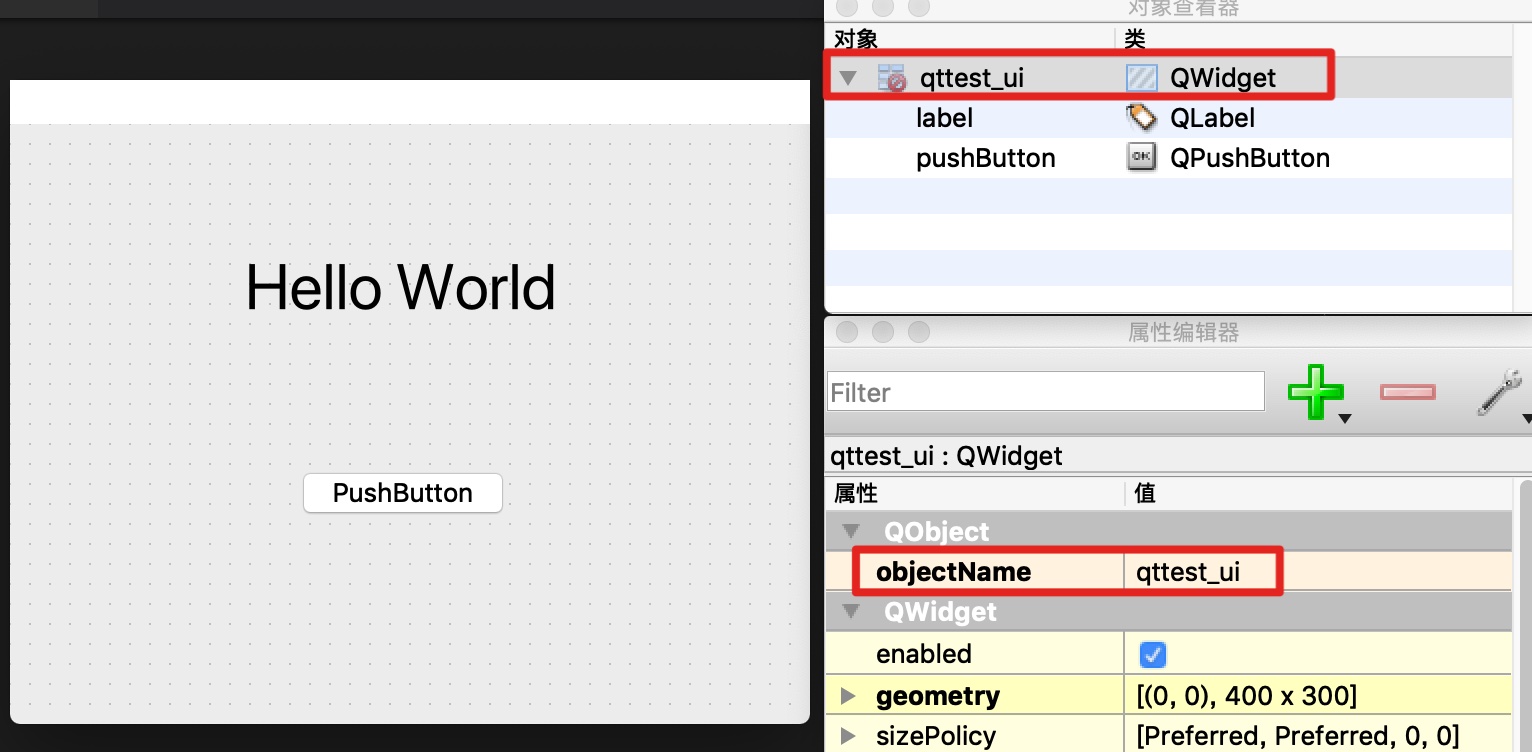 Hello World
PushButton
对象查看器
对象 类
qttest_ui QWidget
label QLabel
pushButton OK QPushButton
属性编辑器
Filter
qttest_ui : QWidget
属性 值
QObject
objectName qttest_ui
QWidget
enabled
geometry [(0, 0), 400 x 300]
sizePolicy [Preferred, Preferred, 0, 0]